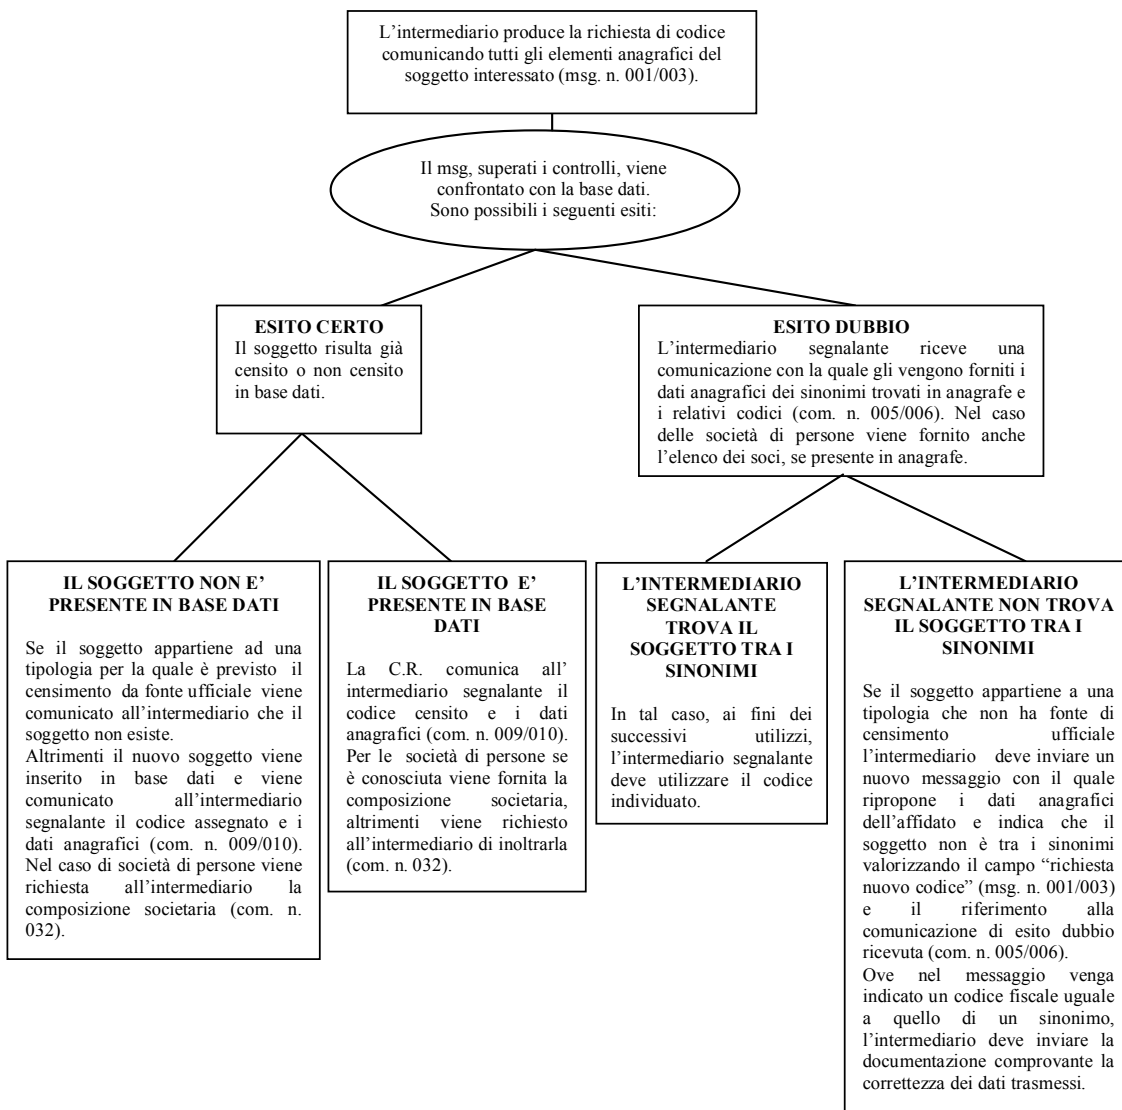 L'intermediario produce la richiesta di codice
comunicando tutti gli elementi anagrafici del
soggetto interessato (msg. n. 001/003).
Il msg, superati i controlli, viene
confrontato con la base dati.
Sono possibili i seguenti esiti:
ESITO CERTO
Il soggetto risulta già
censito o non censito
in base dati.
ESITO DUBBIO
L'intermediario segnalante riceve una
comunicazione con la quale gli vengono forniti i
dati anagrafici dei sinonimi trovati in anagrafe e
i relativi codici (com. n. 005/006). Nel caso
delle società di persone viene fornito anche
l'elenco dei soci, se presente in anagrafe.
IL SOGGETTO NON E'
PRESENTE IN BASE DATI
Se il soggetto appartiene ad una
tipologia per la quale è previsto il
censimento da fonte ufficiale viene
comunicato all'intermediario che il
soggetto non esiste.
Altrimenti il nuovo soggetto viene
inserito in base dati e viene
comunicato all'intermediario
segnalante il codice assegnato e i
dati anagrafici (com. n. 009/010).
Nel caso di società di persone viene
richiesta all'intermediario la
composizione societaria (com. n.
032).
IL SOGGETTO E'
PRESENTE IN BASE
DATI
La C.R. comunica all'
intermediario segnalante il
codice censito e i dati
anagrafici (com. n. 009/010).
Per le società di persone se
è conosciuta viene fornita la
composizione societaria,
altrimenti viene richiesto
all'intermediario di inoltrarla
(com. n. 032).
L'INTERMEDIARIO
SEGNALANTE
TROVA IL
SOGGETTO TRA I
SINONIMI
In tal caso, ai fini dei
successivi utilizzi,
l'intermediario segnalante
deve utilizzare il codice
individuato.
L'INTERMEDIARIO
SEGNALANTE NON TROVA
IL SOGGETTO TRA I
SINONIMI
Se il soggetto appartiene a una
tipologia che non ha fonte di
censimento ufficiale
l'intermediario deve inviare un
nuovo messaggio con il quale
ripropone i dati anagrafici
dell'affidato e indica che il
soggetto non è tra i sinonimi
valorizzando il campo "richiesta
nuovo codice" (msg. n. 001/003)
e il riferimento alla
comunicazione di esito dubbio
ricevuta (com. n. 005/006).
Ove nel messaggio venga
indicato un codice fiscale uguale
a quello di un sinonimo,
l'intermediario deve inviare la
documentazione comprovante la
correttezza dei dati trasmessi.